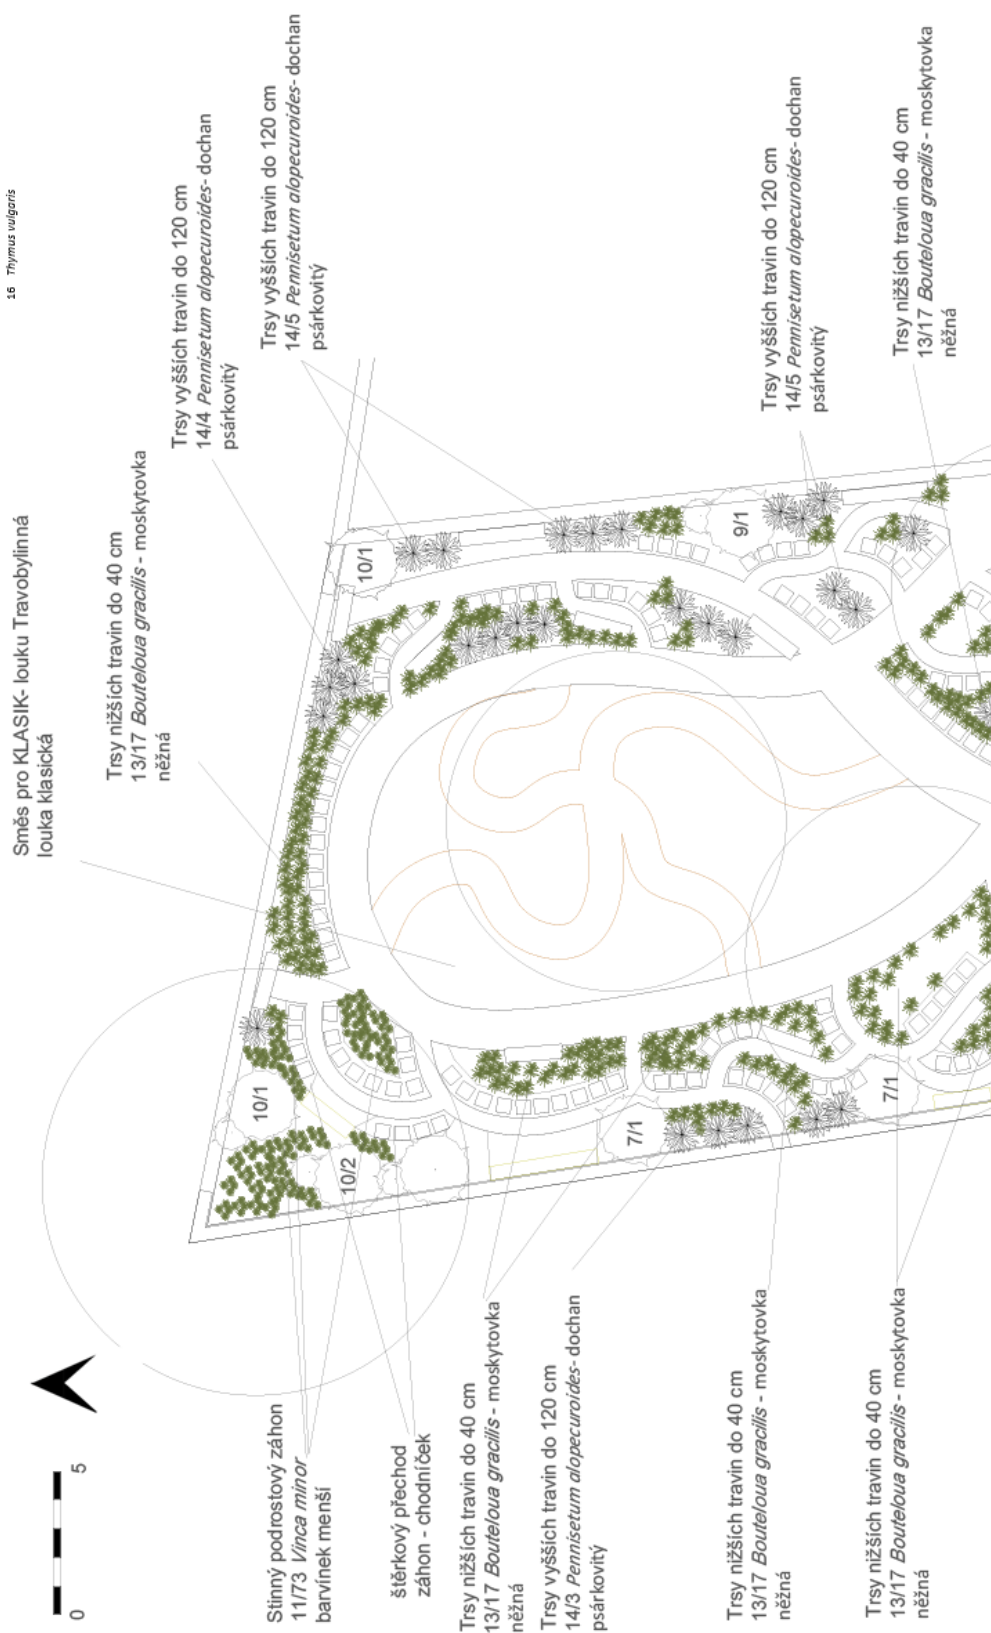 16 Thymus vulgaris
Směs pro KLASIK- louku Travobylinná
louka klasická
Trsy nižších travin do 40 cm
13/17 Bouteloua gracilis - moskytovka
něžná
Trsy vyšších travin do 120 cm
14/4 Pennisetum alopecuroides- dochan
psárkovitý
Trsy vyšších travin do 120 cm
14/5 Pennisetum alopecuroides- dochan
psárkovitý
Trsy vyšších travin do 120 cm
14/5 Pennisetum alopecuroides- dochan
psárkovitý
Trsy nižších travin do 40 cm
13/17 Bouteloua gracilis - moskytovka
něžná
10/1
9/1
10/1
10/2
7/1
7/1
0
5
Stinný podrostový záhon
11/73 Vinca minor
barvínek menší
štěrkový přechod
záhon - chodníček
Trsy nižších travin do 40 cm
13/17 Bouteloua gracilis - moskytovka
něžná
Trsy vyšších travin do 120 cm
14/3 Pennisetum alopecuroides- dochan
psárkovitý
Trsy nižších travin do 40 cm
13/17 Bouteloua gracilis - moskytovka
něžná
Trsy nižších travin do 40 cm
13/17 Bouteloua gracilis - moskytovka
něžná